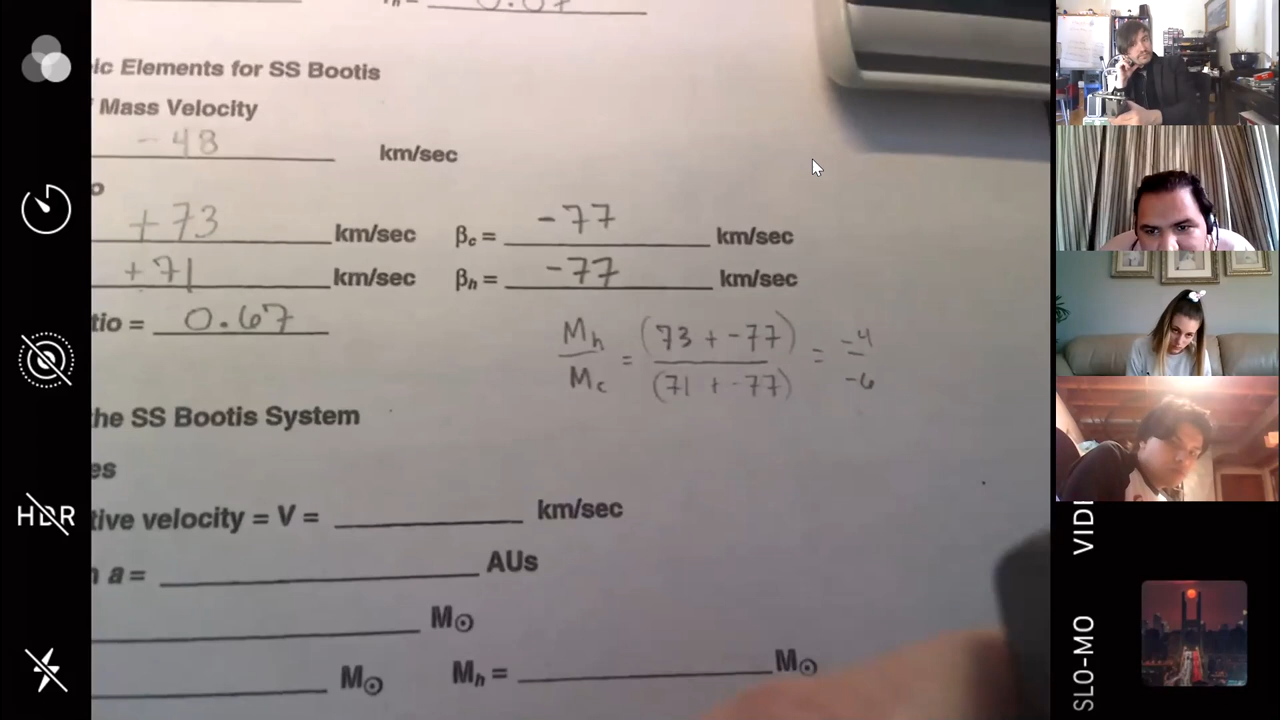 ic Elements for SS Bootis
Mass Velocity
-48 km/sec
o
+73 km/sec βc = -77 km/sec
+71 km/sec βh = -77 km/sec
tio = 0.67
Mh/Mc = (73 + -77)/(71 + -77) = -4/-6
he SS Bootis System
es
tive velocity = V = km/sec
a = AUs
M⊙
M⊙ Mh = M⊙
HDR
VID
SLO-MO